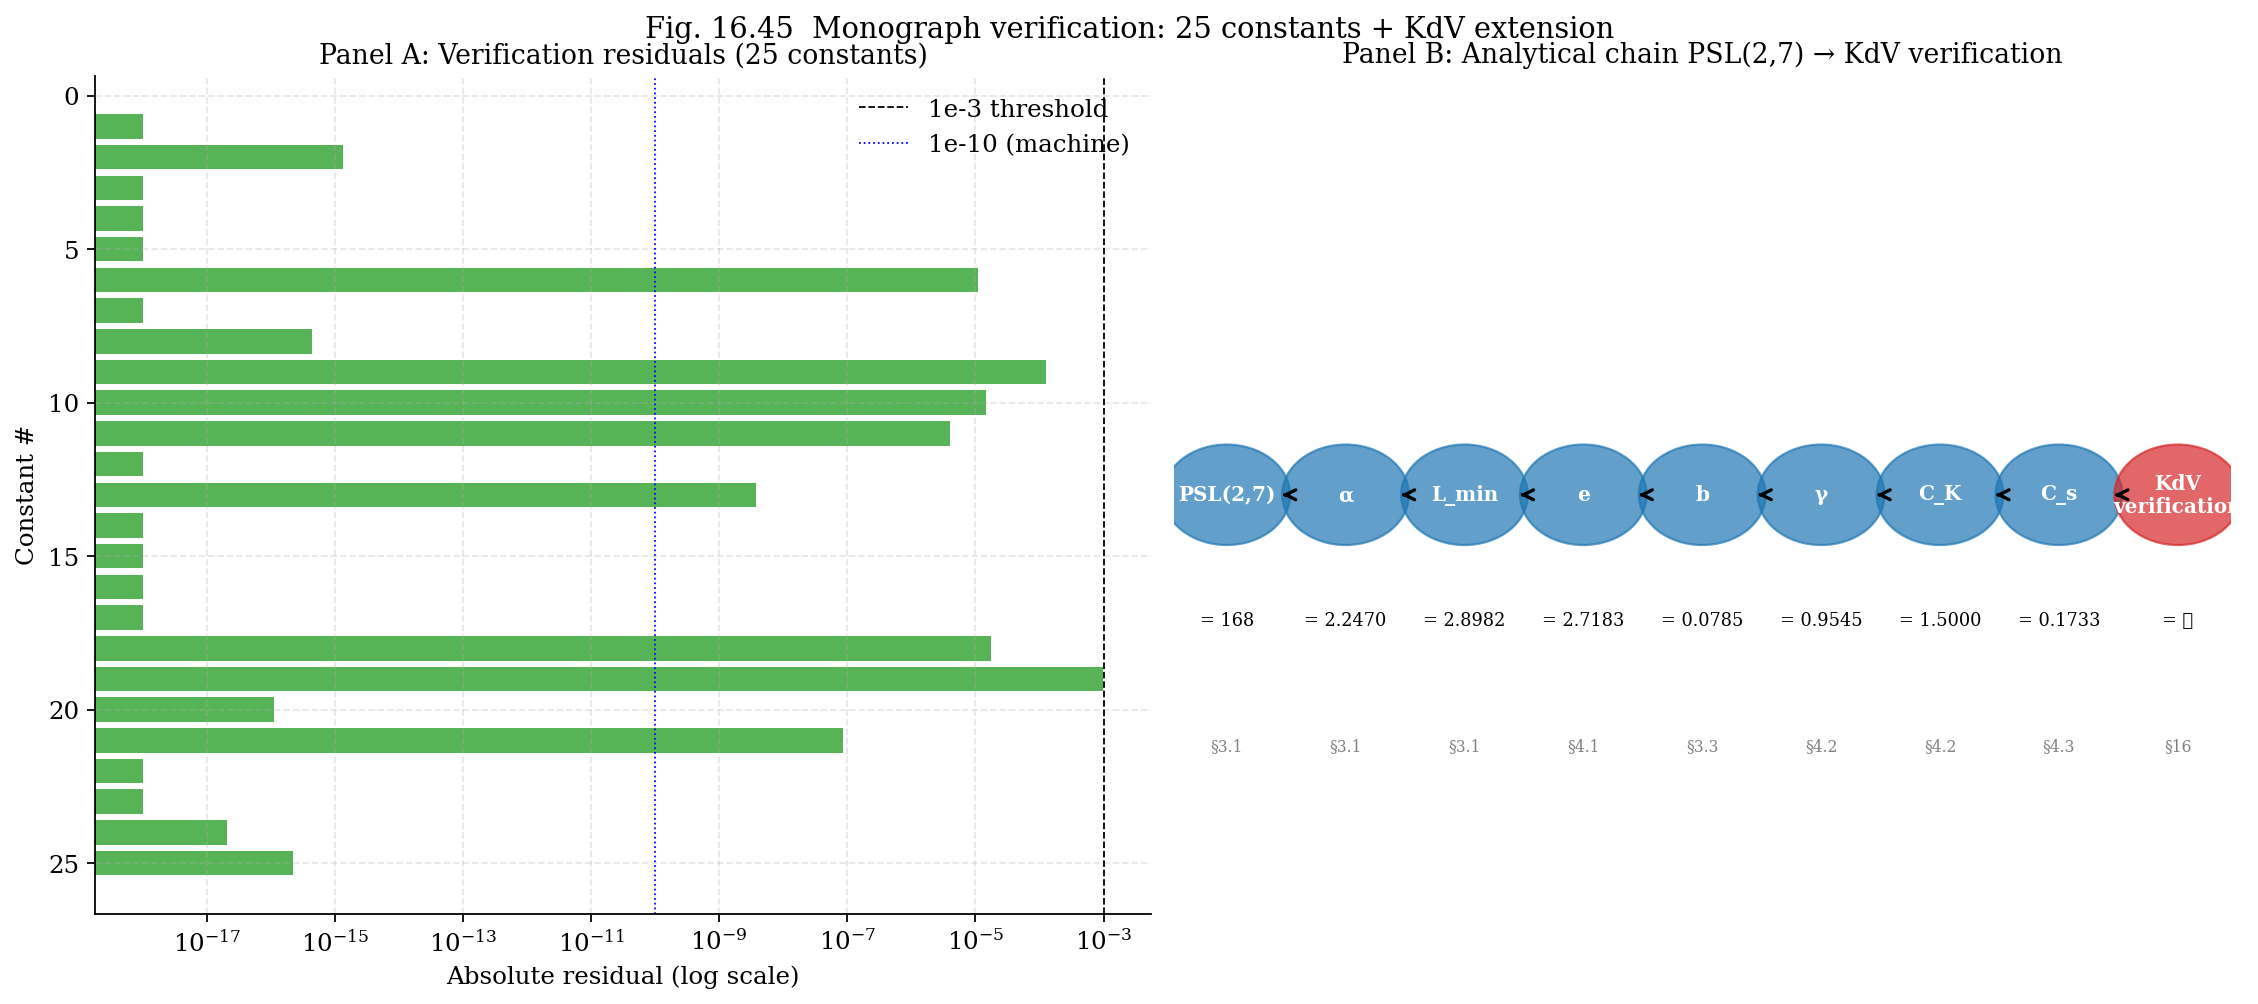 Fig. 16.45  Monograph verification: 25 constants + KdV extension
Panel A: Verification residuals (25 constants)
1e-3 threshold
1e-10 (machine)
Constant #
0
5
10
15
20
25
10⁻¹⁷ 10⁻¹⁵ 10⁻¹³ 10⁻¹¹ 10⁻⁹ 10⁻⁷ 10⁻⁵ 10⁻³
Absolute residual (log scale)
Panel B: Analytical chain PSL(2,7) → KdV verification
PSL(2,7) α L_min e b γ C_K C_s KdV
verification
= 168 = 2.2470 = 2.8982 = 2.7183 = 0.0785 = 0.9545 = 1.5000 = 0.1733 =
§3.1 §3.1 §3.1 §4.1 §3.3 §4.2 §4.2 §4.3 §16